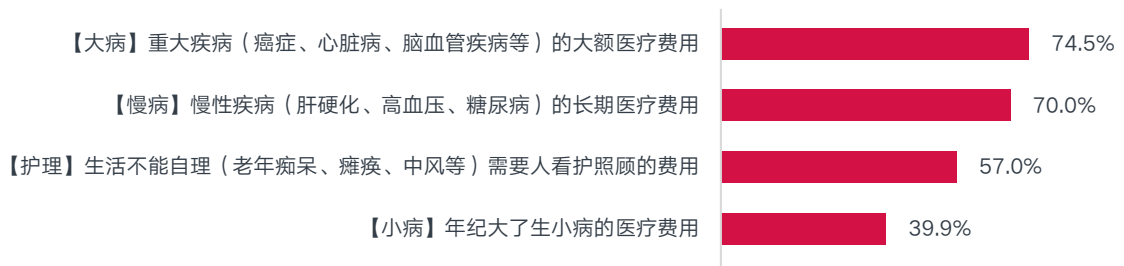 【大病】重大疾病（癌症、心脏病、脑血管疾病等）的大额医疗费用 74.5%
【慢病】慢性疾病（肝硬化、高血压、糖尿病）的长期医疗费用 70.0%
【护理】生活不能自理（老年痴呆、瘫痪、中风等）需要人看护照顾的费用 57.0%
【小病】年纪大了生小病的医疗费用 39.9%